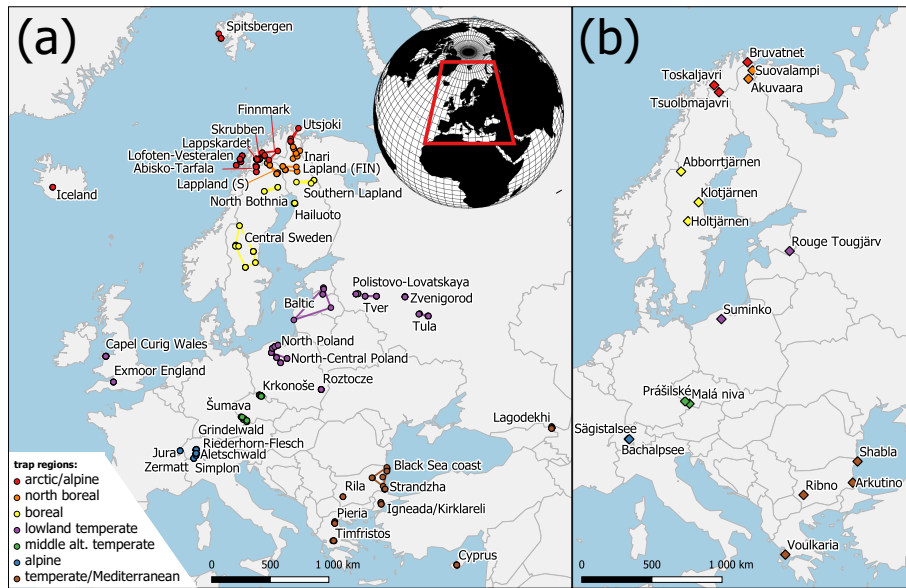 (a)
Spitsbergen
Finnmark
Utsjoki
Skrubben
Lappskardet
Lofoten-Vesteralen
Inari
Abisko-Tarfala
Lapland (FIN)
Lappland (S)
Southern Lapland
North Bothnia
Hailuoto
Iceland
Central Sweden
Polistovo-Lovatskaya
Baltic
Zvenigorod
Tver
Tula
North Poland
Capel Curig Wales
North-Central Poland
Exmoor England
Roztocze
Krkonoše
Šumava
Lagodekhi
Grindelwald
Riederhorn-Flesch
Jura
Aletschwald
Zermatt
Simplon
Black Sea coast
Rila
Strandzha
Igneada/Kirklareli
Pieria
Timfristos
Cyprus
trap regions:
arctic/alpine
north boreal
boreal
lowland temperate
middle alt. temperate
alpine
temperate/Mediterranean
0 500 1 000 km
(b)
Bruvatnet
Toskaljavri
Suovalampi
Akuvaara
Tsuolbmajavri
Abborrtjärnen
Klotjärnen
Holtjärnen
Rouge Tougjärv
Suminko
Prášilské
Malá niva
Sägistalsee
Bachalpsee
Shabla
Ribno
Arkutino
Voulkaria
0 500 1 000 km